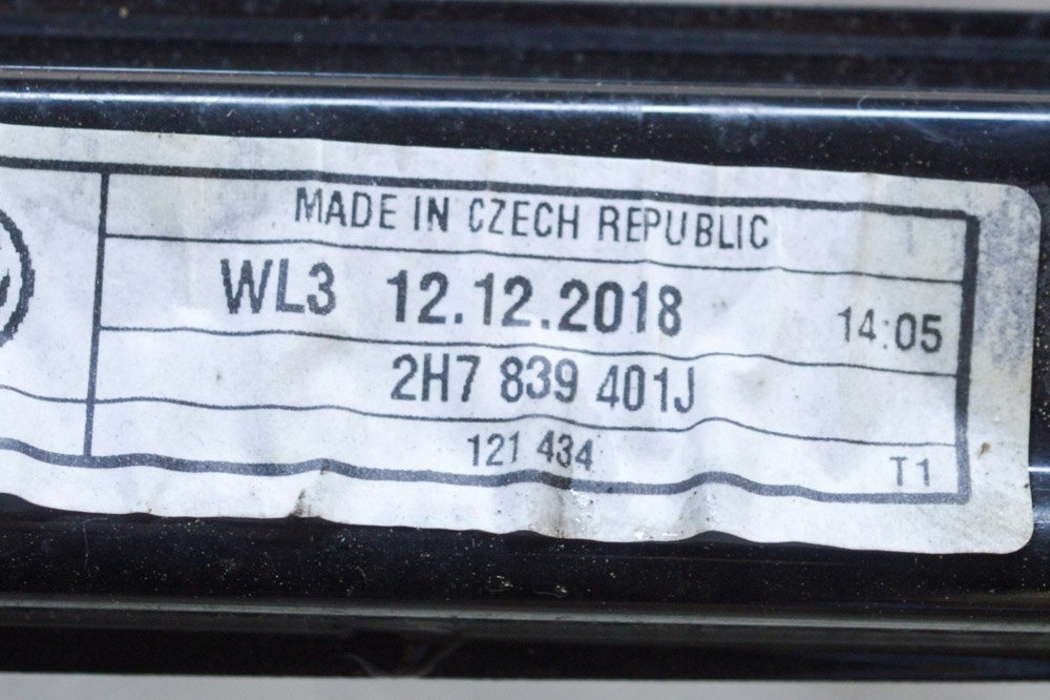 MADE IN CZECH REPUBLIC
WL3 12.12.2018 14:05
2H7 839 401J
121 434 T1